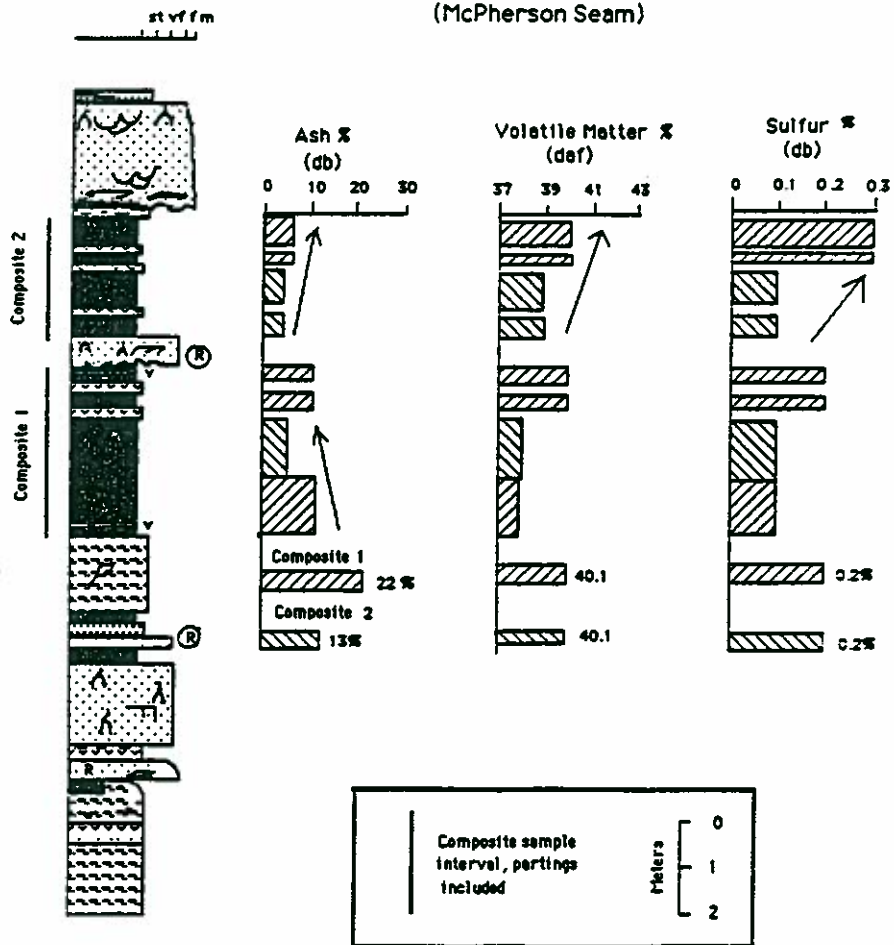 (McPherson Seam)
st vf f m
Ash %
(db)
0 10 30
Volatile Matter %
(daf)
37 39 41 43
Sulfur %
(db)
0 0.1 0.2 0.3
Composite 2
Composite 1
R
Composite 1
22 %
40.1
0.2%
Composite 2
R
13%
40.1
0.2%
R
Composite sample
interval, partings
included
Meters
0
1
2